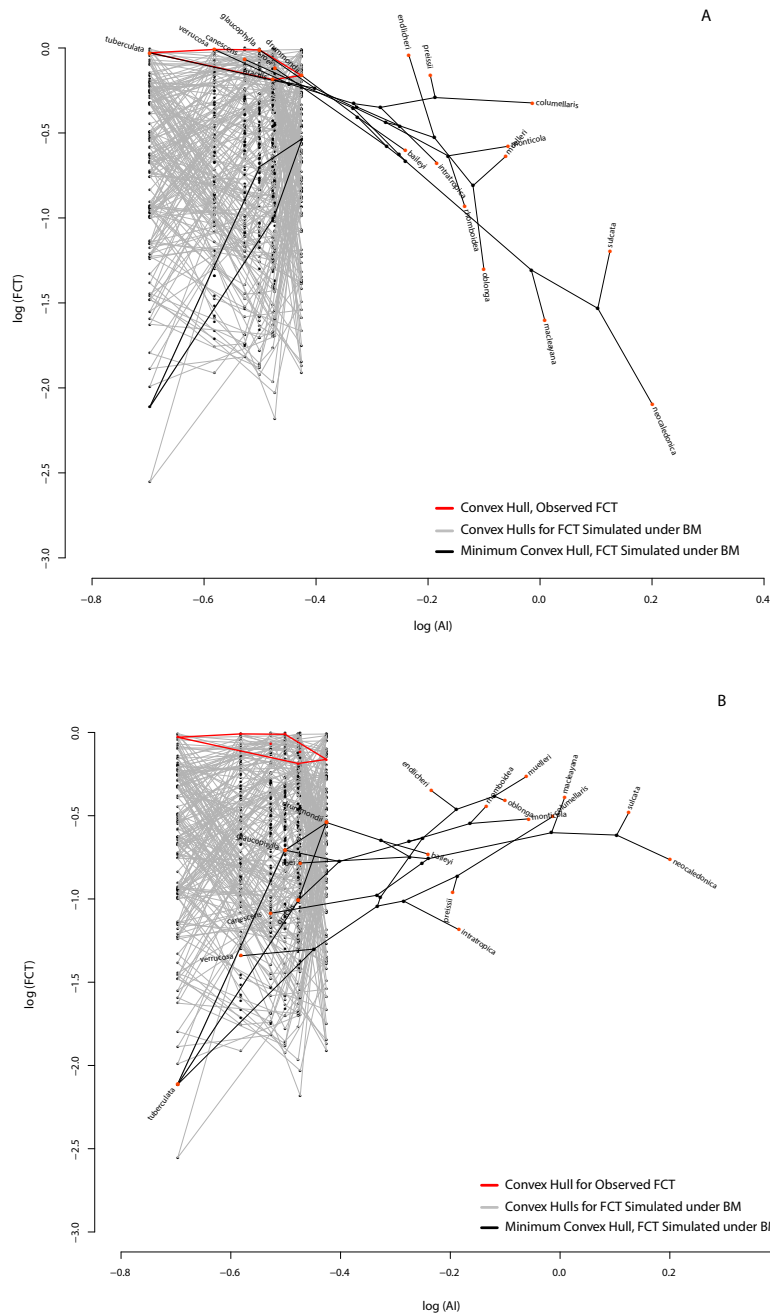 A
0.0
−0.5
−1.0
−1.5
−2.0
−2.5
−3.0
log (FCT)
tuberculata
verrucosa
canescens
glaucophylla
drummondii
endlicheri
preissii
columellaris
muelleri
monticola
baileyi
intratropica
rhomboidea
oblonga
sulcata
macleayana
neocaledonica
Convex Hull, Observed FCT
Convex Hulls for FCT Simulated under BM
Minimum Convex Hull, FCT Simulated under BM
−0.8
−0.6
−0.4
−0.2
0.0
0.2
0.4
log (AI)
B
0.0
−0.5
−1.0
−1.5
−2.0
−2.5
−3.0
log (FCT)
endlicheri
rhomboidea
muelleri
macleayana
oblonga
columellaris
monticola
sulcata
drummondii
glaucophylla
baileyi
neocaledonica
canescens
preissii
intratropica
verrucosa
tuberculata
Convex Hull for Observed FCT
Convex Hulls for FCT Simulated under BM
Minimum Convex Hull, FCT Simulated under BM
−0.8
−0.6
−0.4
−0.2
0.0
0.2
log (AI)